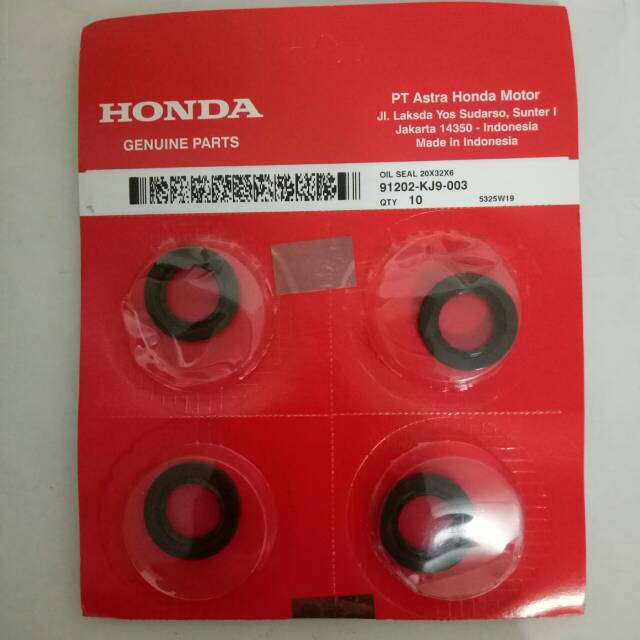 HONDA
GENUINE PARTS
PT Astra Honda Motor
Jl. Laksda Yos Sudarso, Sunter I
Jakarta 14350 - Indonesia
Made in Indonesia
OIL SEAL 20X32X6
91202-KJ9-003
QTY 10 5325W19